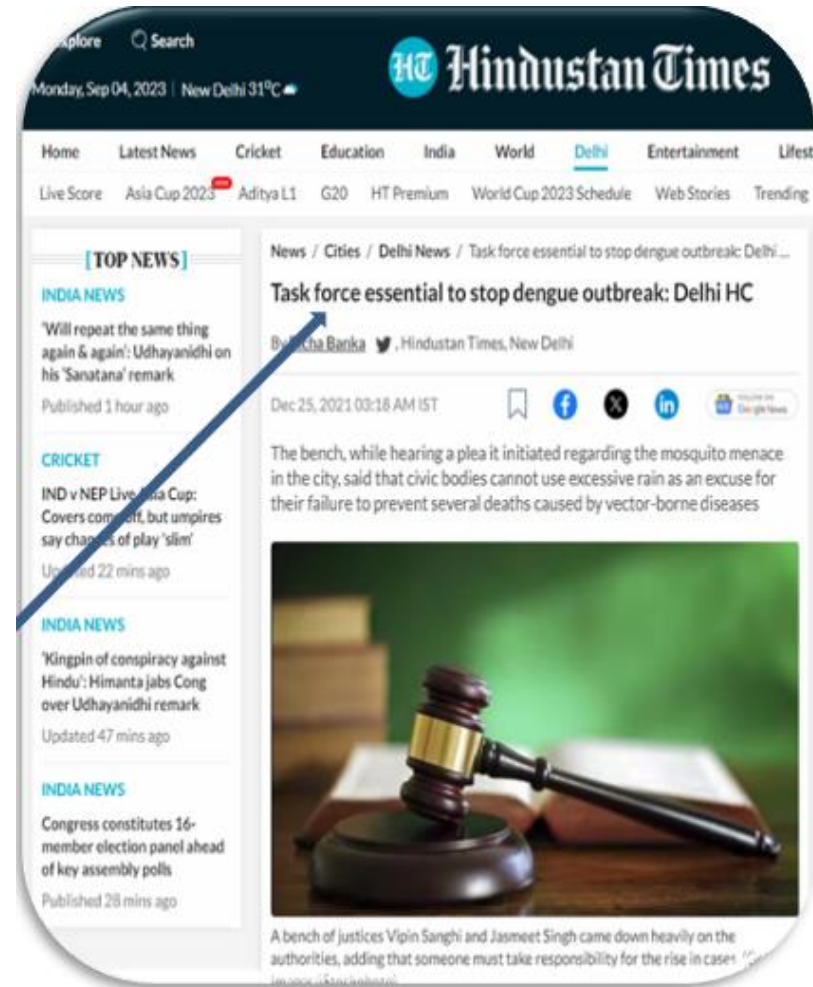 Search
Hindustan Times
Monday, Sep 04, 2023 | New Delhi 31°C
Home Latest News Cricket Education India World Delhi Entertainment Lifest
Live Score Asia Cup 2023 Aditya L1 G20 HT Premium World Cup 2023 Schedule Web Stories Trending
[TOP NEWS]
INDIA NEWS
'Will repeat the same thing
again & again': Udhayanidhi on
his 'Sanatana' remark
Published 1 hour ago
CRICKET
IND v NEP Live Asia Cup:
Covers come off, but umpires
say chances of play 'slim'
Updated 22 mins ago
INDIA NEWS
'Kingpin of conspiracy against
Hindu': Himanta jabs Cong
over Udhayanidhi remark
Updated 47 mins ago
INDIA NEWS
Congress constitutes 16-
member election panel ahead
of key assembly polls
Published 28 mins ago
News / Cities / Delhi News / Task force essential to stop dengue outbreak: Delhi ...
Task force essential to stop dengue outbreak: Delhi HC
By Banka , Hindustan Times, New Delhi
Dec 25, 2021 03:18 AM IST
The bench, while hearing a plea it initiated regarding the mosquito menace
in the city, said that civic bodies cannot use excessive rain as an excuse for
their failure to prevent several deaths caused by vector-borne diseases
A bench of justices Vipin Sanghi and Jasmeet Singh came down heavily on the
authorities, adding that someone must take responsibility for the rise in cases.